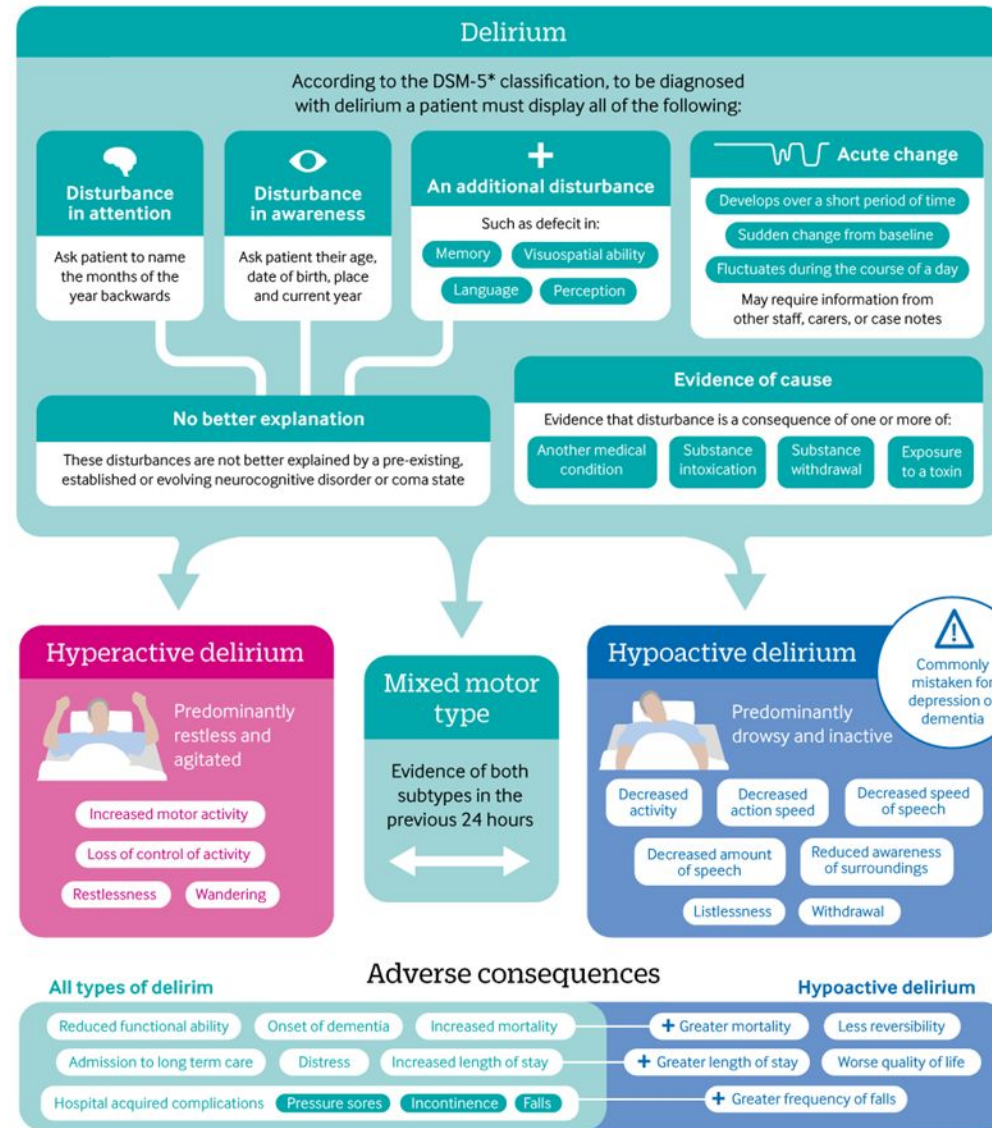 Delirium
According to the DSM-5* classification, to be diagnosed
with delirium a patient must display all of the following:
Disturbance
in attention
Ask patient to name
the months of the
year backwards
Disturbance
in awareness
Ask patient their age,
date of birth, place
and current year
An additional disturbance
Such as defecit in:
Memory
Visuospatial ability
Language
Perception
Acute change
Develops over a short period of time
Sudden change from baseline
Fluctuates during the course of a day
May require information from
other staff, carers, or case notes
No better explanation
These disturbances are not better explained by a pre-existing,
established or evolving neurocognitive disorder or coma state
Evidence of cause
Evidence that disturbance is a consequence of one or more of:
Another medical
condition
Substance
intoxication
Substance
withdrawal
Exposure
to a toxin
Hyperactive delirium
Predominantly
restless and
agitated
Increased motor activity
Loss of control of activity
Restlessness
Wandering
Mixed motor
type
Evidence of both
subtypes in the
previous 24 hours
Hypoactive delirium
Commonly
mistaken for
depression o
dementia
Predominantly
drowsy and inactive
Decreased
activity
Decreased
action speed
Decreased speed
of speech
Decreased amount
of speech
Reduced awareness
of surroundings
Listlessness
Withdrawal
Adverse consequences
All types of delirim
Reduced functional ability
Onset of dementia
Increased mortality
Admission to long term care
Distress
Increased length of stay
Hospital acquired complications
Pressure sores
Incontinence
Falls
Hypoactive delirium
+ Greater mortality
Less reversibility
+ Greater length of stay
Worse quality of life
+ Greater frequency of falls